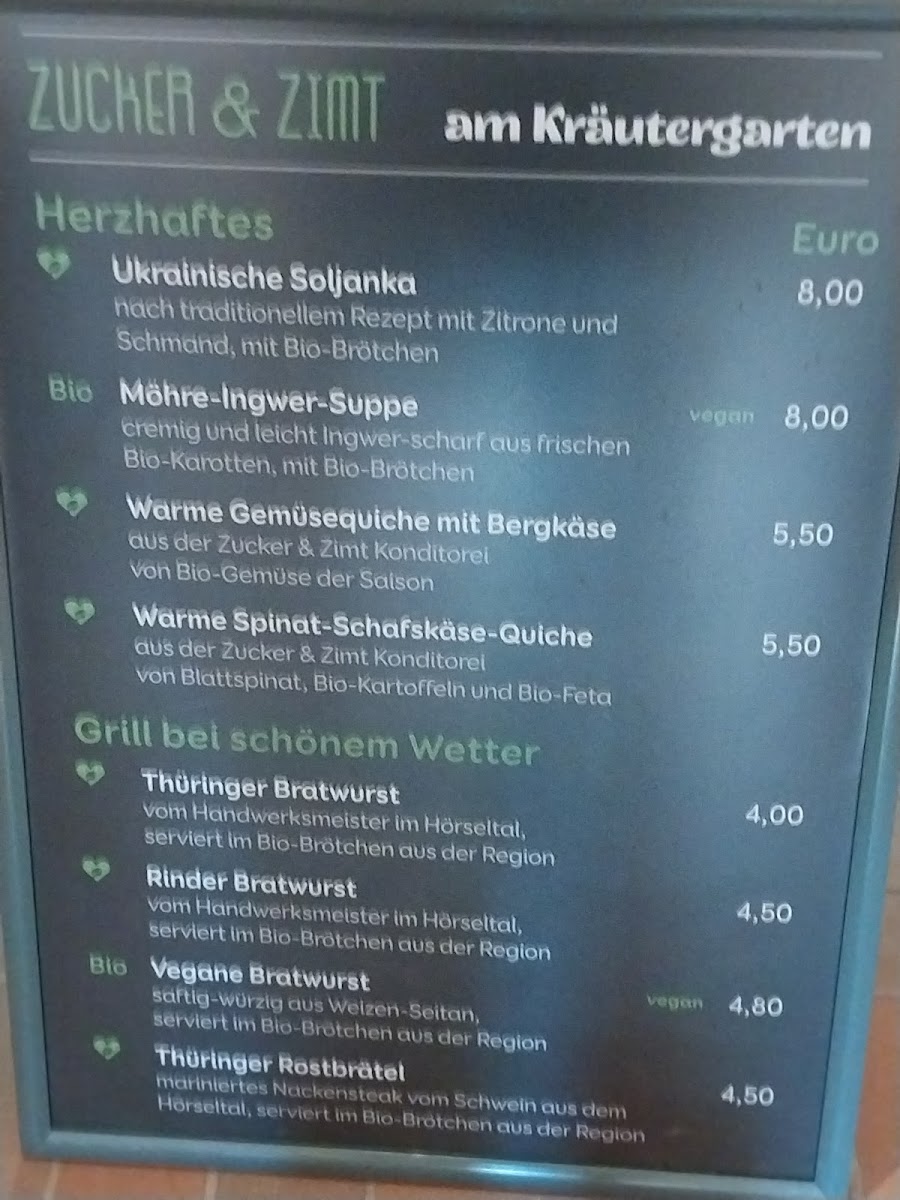 ZUCKER & ZIMT am Kräutergarten
Herzhaftes Euro
Ukrainische Soljanka 8,00
nach traditionellem Rezept mit Zitrone und
Schmand, mit Bio-Brötchen
Bio Möhre-Ingwer-Suppe vegan 8,00
cremig und leicht Ingwer-scharf aus frischen
Bio-Karotten, mit Bio-Brötchen
Warme Gemüsequiche mit Bergkäse 5,50
aus der Zucker & Zimt Konditorei
von Bio-Gemüse der Saison
Warme Spinat-Schafskäse-Quiche 5,50
aus der Zucker & Zimt Konditorei
von Blattspinat, Bio-Kartoffeln und Bio-Feta
Grill bei schönem Wetter
Thüringer Bratwurst 4,00
vom Handwerksmeister im Hörseltal,
serviert im Bio-Brötchen aus der Region
Rinder Bratwurst 4,50
vom Handwerksmeister im Hörseltal,
serviert im Bio-Brötchen aus der Region
Bio Vegane Bratwurst vegan 4,80
saftig-würzig aus Weizen-Seitan,
serviert im Bio-Brötchen aus der Region
Thüringer Rostbrätel 4,50
mariniertes Nackensteak vom Schwein aus dem
Hörseltal, serviert im Bio-Brötchen aus der Region